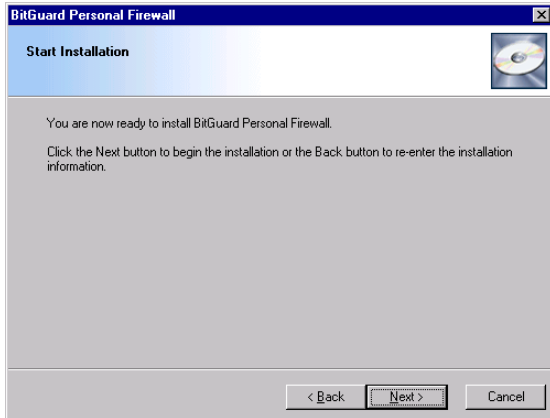 BitGuard Personal Firewall
Start Installation
You are now ready to install BitGuard Personal Firewall.
Click the Next button to begin the installation or the Back button to re-enter the installation
information.
< Back
Next >
Cancel